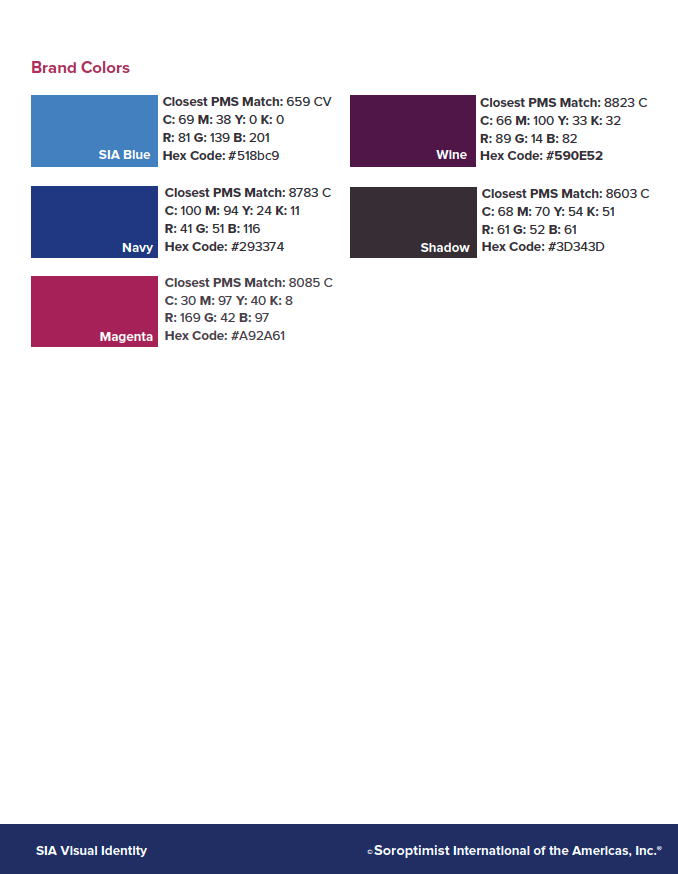 Brand Colors
SIA Blue
Closest PMS Match: 659 CV
C: 69 M: 38 Y: 0 K: 0
R: 81 G: 139 B: 201
Hex Code: #518bc9
Wine
Closest PMS Match: 8823 C
C: 66 M: 100 Y: 33 K: 32
R: 89 G: 14 B: 82
Hex Code: #590E52
Navy
Closest PMS Match: 8783 C
C: 100 M: 94 Y: 24 K: 11
R: 41 G: 51 B: 116
Hex Code: #293374
Shadow
Closest PMS Match: 8603 C
C: 68 M: 70 Y: 54 K: 51
R: 61 G: 52 B: 61
Hex Code: #3D343D
Magenta
Closest PMS Match: 8085 C
C: 30 M: 97 Y: 40 K: 8
R: 169 G: 42 B: 97
Hex Code: #A92A61
SIA Visual Identity
©Soroptimist International of the Americas, Inc.®